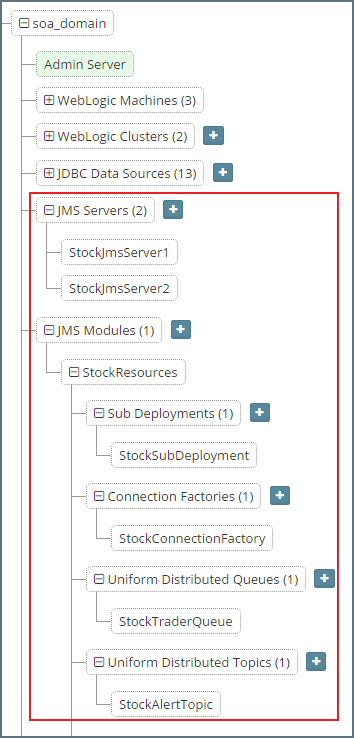 soa_domain
Admin Server
WebLogic Machines (3)
WebLogic Clusters (2)
JDBC Data Sources (13)
JMS Servers (2)
StockJmsServer1
StockJmsServer2
JMS Modules (1)
StockResources
Sub Deployments (1)
StockSubDeployment
Connection Factories (1)
StockConnectionFactory
Uniform Distributed Queues (1)
StockTraderQueue
Uniform Distributed Topics (1)
StockAlertTopic